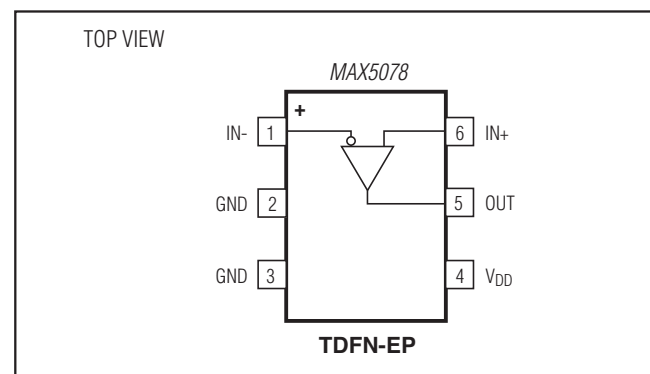 TOP VIEW
MAX5078
+
IN- 1 6 IN+
GND 2 5 OUT
GND 3 4 VDD
TDFN-EP